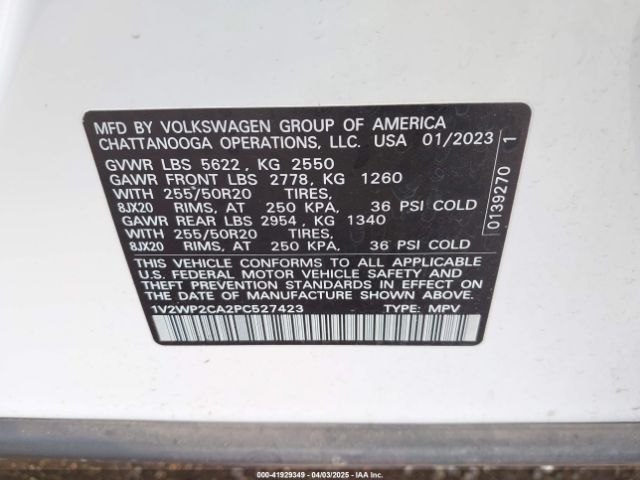 MFD BY VOLKSWAGEN GROUP OF AMERICA
CHATTANOOGA OPERATIONS, LLC. USA 01/2023
GVWR LBS 5622, KG 2550
GAWR FRONT LBS 2778, KG 1260
WITH 255/50R20 TIRES,
8JX20 RIMS, AT 250 KPA, 36 PSI COLD
GAWR REAR LBS 2954, KG 1340
WITH 255/50R20 TIRES,
8JX20 RIMS, AT 250 KPA, 36 PSI COLD
THIS VEHICLE CONFORMS TO ALL APPLICABLE
U.S. FEDERAL MOTOR VEHICLE SAFETY AND
THEFT PREVENTION STANDARDS IN EFFECT ON
THE DATE OF MANUFACTURE SHOWN ABOVE.
1V2WP2CA2PC527423 TYPE: MPV
0139270 1
000-41929349 - 04/03/2025 - IAAI.COM